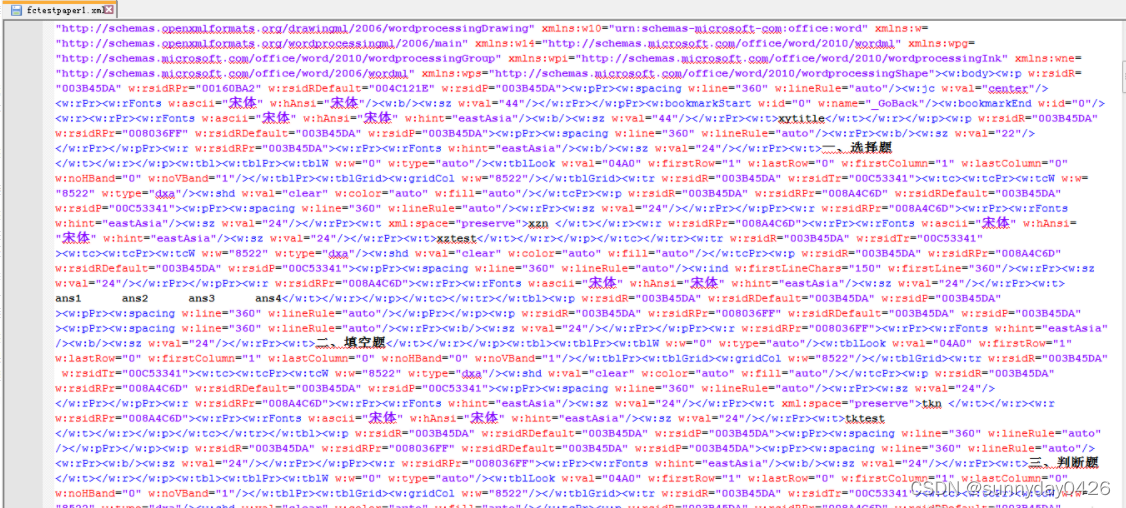 fctestpaper1.xml
"http://schemas.openxmlformats.org/drawingml/2006/wordprocessingDrawing" xmlns:w10="urn:schemas-microsoft-com:office:word" xmlns:w=
"http://schemas.openxmlformats.org/wordprocessingml/2006/main" xmlns:w14="http://schemas.microsoft.com/office/word/2010/wordml" xmlns:wpg=
"http://schemas.microsoft.com/office/word/2010/wordprocessingGroup" xmlns:wpi="http://schemas.microsoft.com/office/word/2010/wordprocessingInk" xmlns:wne=
"http://schemas.microsoft.com/office/word/2006/wordml" xmlns:wps="http://schemas.microsoft.com/office/word/2010/wordprocessingShape"><w:body><w:p w:rsidR=
"003B45DA" w:rsidRPr="00160BA2" w:rsidRDefault="004C121E" w:rsidP="003B45DA"><w:pPr><w:spacing w:line="360" w:lineRule="auto"/><w:jc w:val="center"/>
<w:rPr><w:rFonts w:ascii="宋体" w:hAnsi="宋体"/><w:b/><w:sz w:val="44"/></w:rPr></w:pPr><w:bookmarkStart w:id="0" w:name="_GoBack"/><w:bookmarkEnd w:id="0"/>
<w:r><w:rPr><w:rFonts w:ascii="宋体" w:hAnsi="宋体" w:hint="eastAsia"/><w:b/><w:sz w:val="44"/></w:rPr><w:t>xytitle</w:t></w:r></w:p><w:p w:rsidR="003B45DA"
w:rsidRPr="008036FF" w:rsidRDefault="003B45DA" w:rsidP="003B45DA"><w:pPr><w:spacing w:line="360" w:lineRule="auto"/><w:rPr><w:b/><w:sz w:val="22"/>
</w:rPr></w:pPr><w:r w:rsidRPr="003B45DA"><w:rPr><w:rFonts w:hint="eastAsia"/><w:b/><w:sz w:val="24"/></w:rPr><w:t>一、选择题
</w:t></w:r></w:p><w:tbl><w:tblPr><w:tblW w:w="0" w:type="auto"/><w:tblLook w:val="04A0" w:firstRow="1" w:lastRow="0" w:firstColumn="1" w:lastColumn="0"
w:noHBand="0" w:noVBand="1"/></w:tblPr><w:tblGrid><w:gridCol w:w="8522"/></w:tblGrid><w:tr w:rsidR="003B45DA" w:rsidTr="00C53341"><w:tc><w:tcPr><w:tcW w:w=
"8522" w:type="dxa"/><w:shd w:val="clear" w:color="auto" w:fill="auto"/></w:tcPr><w:p w:rsidR="003B45DA" w:rsidRPr="008A4C6D" w:rsidRDefault="003B45DA"
w:rsidP="00C53341"><w:pPr><w:spacing w:line="360" w:lineRule="auto"/><w:rPr><w:sz w:val="24"/></w:rPr></w:pPr><w:r w:rsidRPr="008A4C6D"><w:rPr><w:rFonts
w:hint="eastAsia"/><w:sz w:val="24"/></w:rPr><w:t xml:space="preserve">xzn </w:t></w:r><w:r w:rsidRPr="008A4C6D"><w:rPr><w:rFonts w:ascii="宋体" w:hAnsi=
"宋体" w:hint="eastAsia"/><w:sz w:val="24"/></w:rPr><w:t>xztest</w:t></w:r></w:p></w:tc></w:tr><w:tr w:rsidR="003B45DA" w:rsidTr="00C53341"
><w:tc><w:tcPr><w:tcW w:w="8522" w:type="dxa"/><w:shd w:val="clear" w:color="auto" w:fill="auto"/></w:tcPr><w:p w:rsidR="003B45DA" w:rsidRPr="008A4C6D"
w:rsidRDefault="003B45DA" w:rsidP="00C53341"><w:pPr><w:spacing w:line="360" w:lineRule="auto"/><w:ind w:firstLineChars="150" w:firstLine="360"/><w:rPr><w:sz
w:val="24"/></w:rPr></w:pPr><w:r w:rsidRPr="008A4C6D"><w:rPr><w:rFonts w:ascii="宋体" w:hAnsi="宋体" w:hint="eastAsia"/><w:sz w:val="24"/></w:rPr><w:t>
ans1 ans2 ans3 ans4</w:t></w:r></w:p></w:tc></w:tr></w:tbl><w:p w:rsidR="003B45DA" w:rsidRDefault="003B45DA" w:rsidP="003B45DA"
><w:pPr><w:spacing w:line="360" w:lineRule="auto"/></w:pPr></w:p><w:p w:rsidR="003B45DA" w:rsidRPr="008036FF" w:rsidRDefault="003B45DA" w:rsidP="003B45DA"
><w:pPr><w:spacing w:line="360" w:lineRule="auto"/><w:rPr><w:b/><w:sz w:val="24"/></w:rPr></w:pPr><w:r w:rsidRPr="008036FF"><w:rPr><w:rFonts w:hint="eastAsia"
/><w:b/><w:sz w:val="24"/></w:rPr><w:t>二、填空题</w:t></w:r></w:p><w:tbl><w:tblPr><w:tblW w:w="0" w:type="auto"/><w:tblLook w:val="04A0" w:firstRow="1"
w:lastRow="0" w:firstColumn="1" w:lastColumn="0" w:noHBand="0" w:noVBand="1"/></w:tblPr><w:tblGrid><w:gridCol w:w="8522"/></w:tblGrid><w:tr w:rsidR="003B45DA"
w:rsidTr="00C53341"><w:tc><w:tcPr><w:tcW w:w="8522" w:type="dxa"/><w:shd w:val="clear" w:color="auto" w:fill="auto"/></w:tcPr><w:p w:rsidR="003B45DA"
w:rsidRPr="008A4C6D" w:rsidRDefault="003B45DA" w:rsidP="00C53341"><w:pPr><w:spacing w:line="360" w:lineRule="auto"/><w:rPr><w:sz w:val="24"/>
</w:rPr></w:pPr><w:r w:rsidRPr="008A4C6D"><w:rPr><w:rFonts w:hint="eastAsia"/><w:sz w:val="24"/></w:rPr><w:t xml:space="preserve">tkn </w:t></w:r><w:r
w:rsidRPr="008A4C6D"><w:rPr><w:rFonts w:ascii="宋体" w:hAnsi="宋体" w:hint="eastAsia"/><w:sz w:val="24"/></w:rPr><w:t>tktest
</w:t></w:r></w:p></w:tc></w:tr></w:tbl><w:p w:rsidR="003B45DA" w:rsidRDefault="003B45DA" w:rsidP="003B45DA"><w:pPr><w:spacing w:line="360" w:lineRule="auto"
/></w:pPr></w:p><w:p w:rsidR="003B45DA" w:rsidRPr="008036FF" w:rsidRDefault="003B45DA" w:rsidP="003B45DA"><w:pPr><w:spacing w:line="360" w:lineRule="auto"/>
<w:rPr><w:b/><w:sz w:val="24"/></w:rPr></w:pPr><w:r w:rsidRPr="008036FF"><w:rPr><w:rFonts w:hint="eastAsia"/><w:b/><w:sz w:val="24"/></w:rPr><w:t>三、判断题
</w:t></w:r></w:p><w:tbl><w:tblPr><w:tblW w:w="0" w:type="auto"/><w:tblLook w:val="04A0" w:firstRow="1" w:lastRow="0" w:firstColumn="1" w:lastColumn="0"
w:noHBand="0" w:noVBand="1"/></w:tblPr><w:tblGrid><w:gridCol w:w="8522"/></w:tblGrid><w:tr w:rsidR="003B45DA" w:rsidTr="00C53341"><w:tc><w:tcPr><w:tcW w:w=
CSDN @sunnyday0426